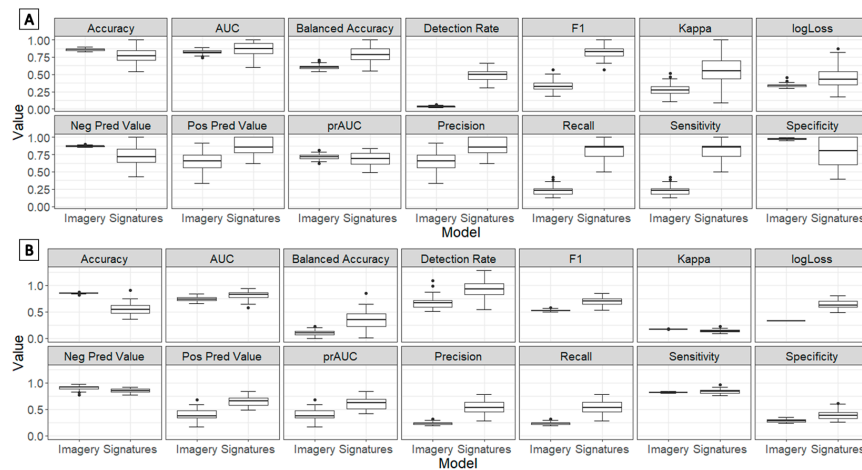 A
Accuracy AUC Balanced Accuracy Detection Rate F1 Kappa logLoss
1.00
0.75
0.50
0.25
0.00
Neg Pred Value Pos Pred Value prAUC Precision Recall Sensitivity Specificity
1.00
0.75
0.50
0.25
0.00
Value
Imagery Signatures Imagery Signatures Imagery Signatures Imagery Signatures Imagery Signatures Imagery Signatures Imagery Signatures
Model
B
Accuracy AUC Balanced Accuracy Detection Rate F1 Kappa logLoss
1.0
0.5
0.0
Neg Pred Value Pos Pred Value prAUC Precision Recall Sensitivity Specificity
1.0
0.5
0.0
Value
Imagery Signatures Imagery Signatures Imagery Signatures Imagery Signatures Imagery Signatures Imagery Signatures Imagery Signatures
Model